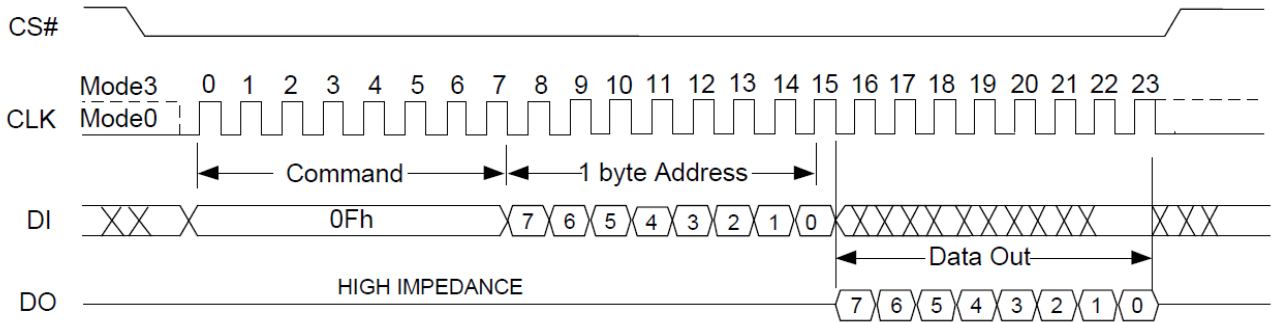 CS#
Mode3 0 1 2 3 4 5 6 7 8 9 10 11 12 13 14 15 16 17 18 19 20 21 22 23
CLK Mode0
Command 1 byte Address
DI 0Fh 7 6 5 4 3 2 1 0
Data Out
HIGH IMPEDANCE
DO 7 6 5 4 3 2 1 0